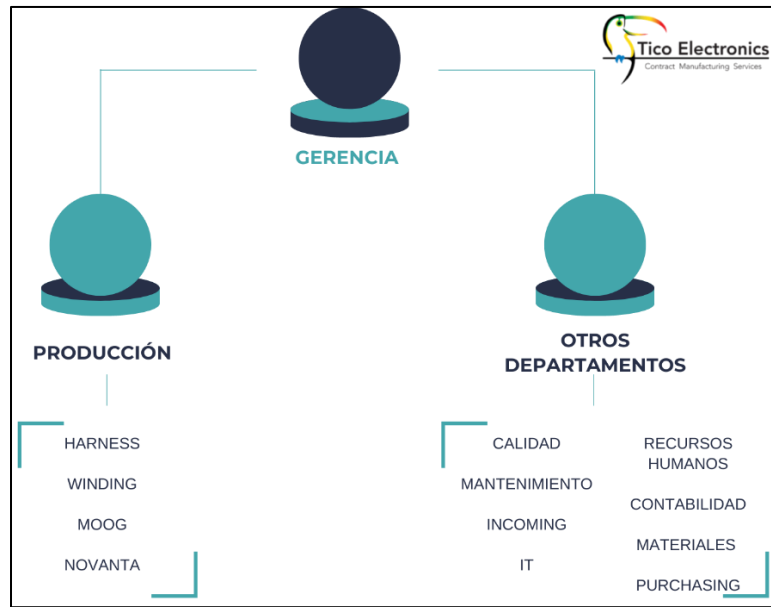 Tico Electronics
Contract Manufacturing Services
GERENCIA
PRODUCCIÓN
HARNESS
WINDING
MOOG
NOVANTA
OTROS
DEPARTAMENTOS
CALIDAD
MANTENIMIENTO
INCOMING
IT
RECURSOS
HUMANOS
CONTABILIDAD
MATERIALES
PURCHASING